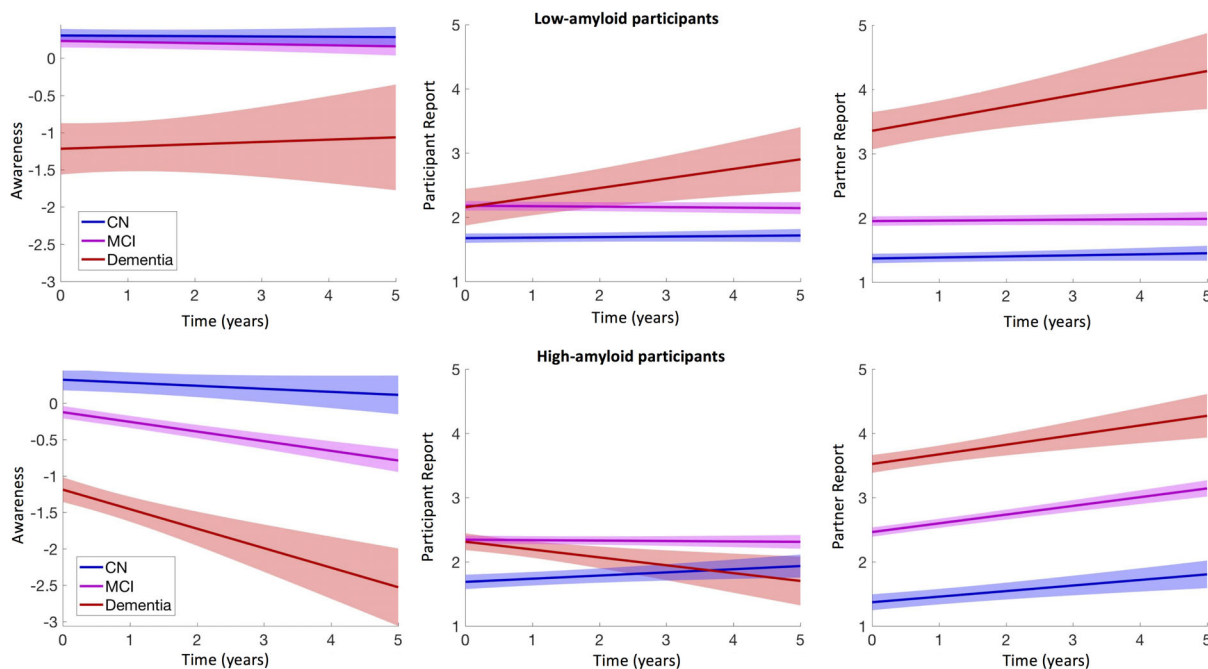 Low-amyloid participants
Awareness
0
-0.5
-1
-1.5
-2
-2.5
-3
CN
MCI
Dementia
0 1 2 3 4 5
Time (years)
Participant Report
5
4
3
2
1
0 1 2 3 4 5
Time (years)
Partner Report
5
4
3
2
1
0 1 2 3 4 5
Time (years)
High-amyloid participants
Awareness
0
-0.5
-1
-1.5
-2
-2.5
-3
CN
MCI
Dementia
0 1 2 3 4 5
Time (years)
Participant Report
5
4
3
2
1
0 1 2 3 4 5
Time (years)
Partner Report
5
4
3
2
1
0 1 2 3 4 5
Time (years)